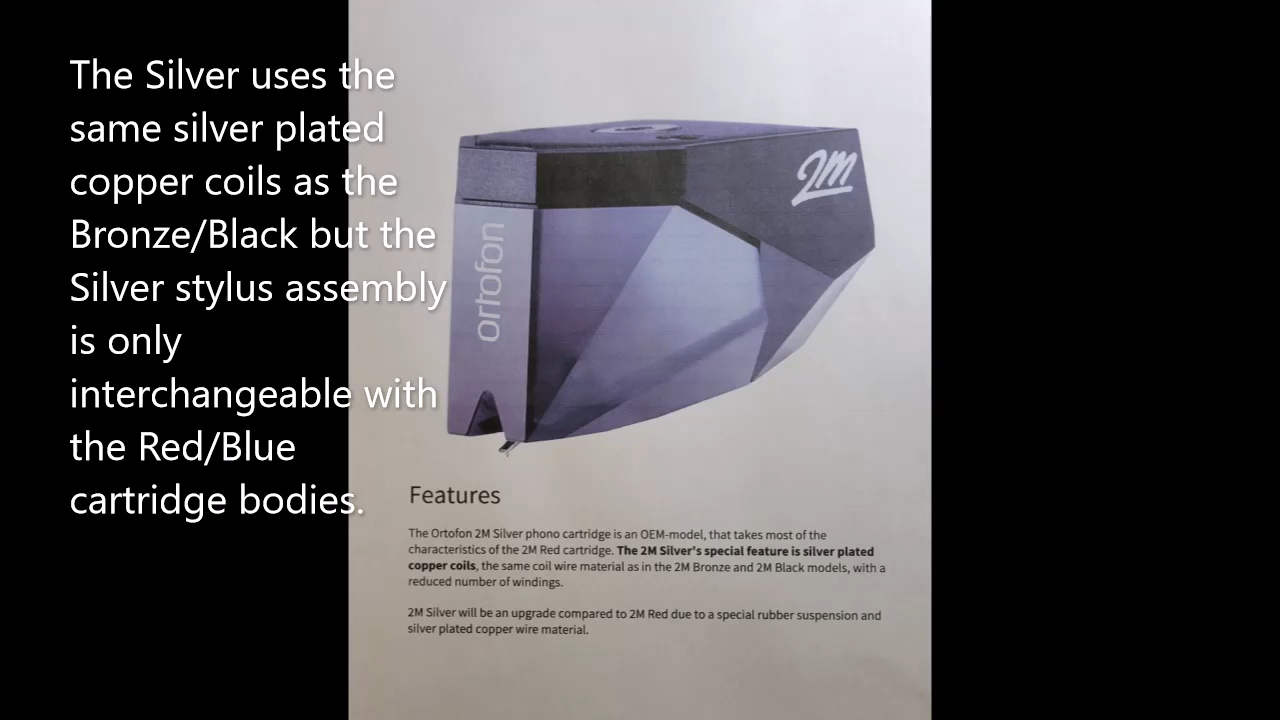 The Silver uses the
same silver plated
copper coils as the
Bronze/Black but the
Silver stylus assembly
is only
interchangeable with
the Red/Blue
cartridge bodies.
2M
ortofon
Features
The Ortofon 2M Silver phono cartridge is an OEM-model, that takes most of the
characteristics of the 2M Red cartridge. The 2M Silver's special feature is silver plated
copper coils, the same coil wire material as in the 2M Bronze and 2M Black models, with a
reduced number of windings.
2M Silver will be an upgrade compared to 2M Red due to a special rubber suspension and
silver plated copper wire material.